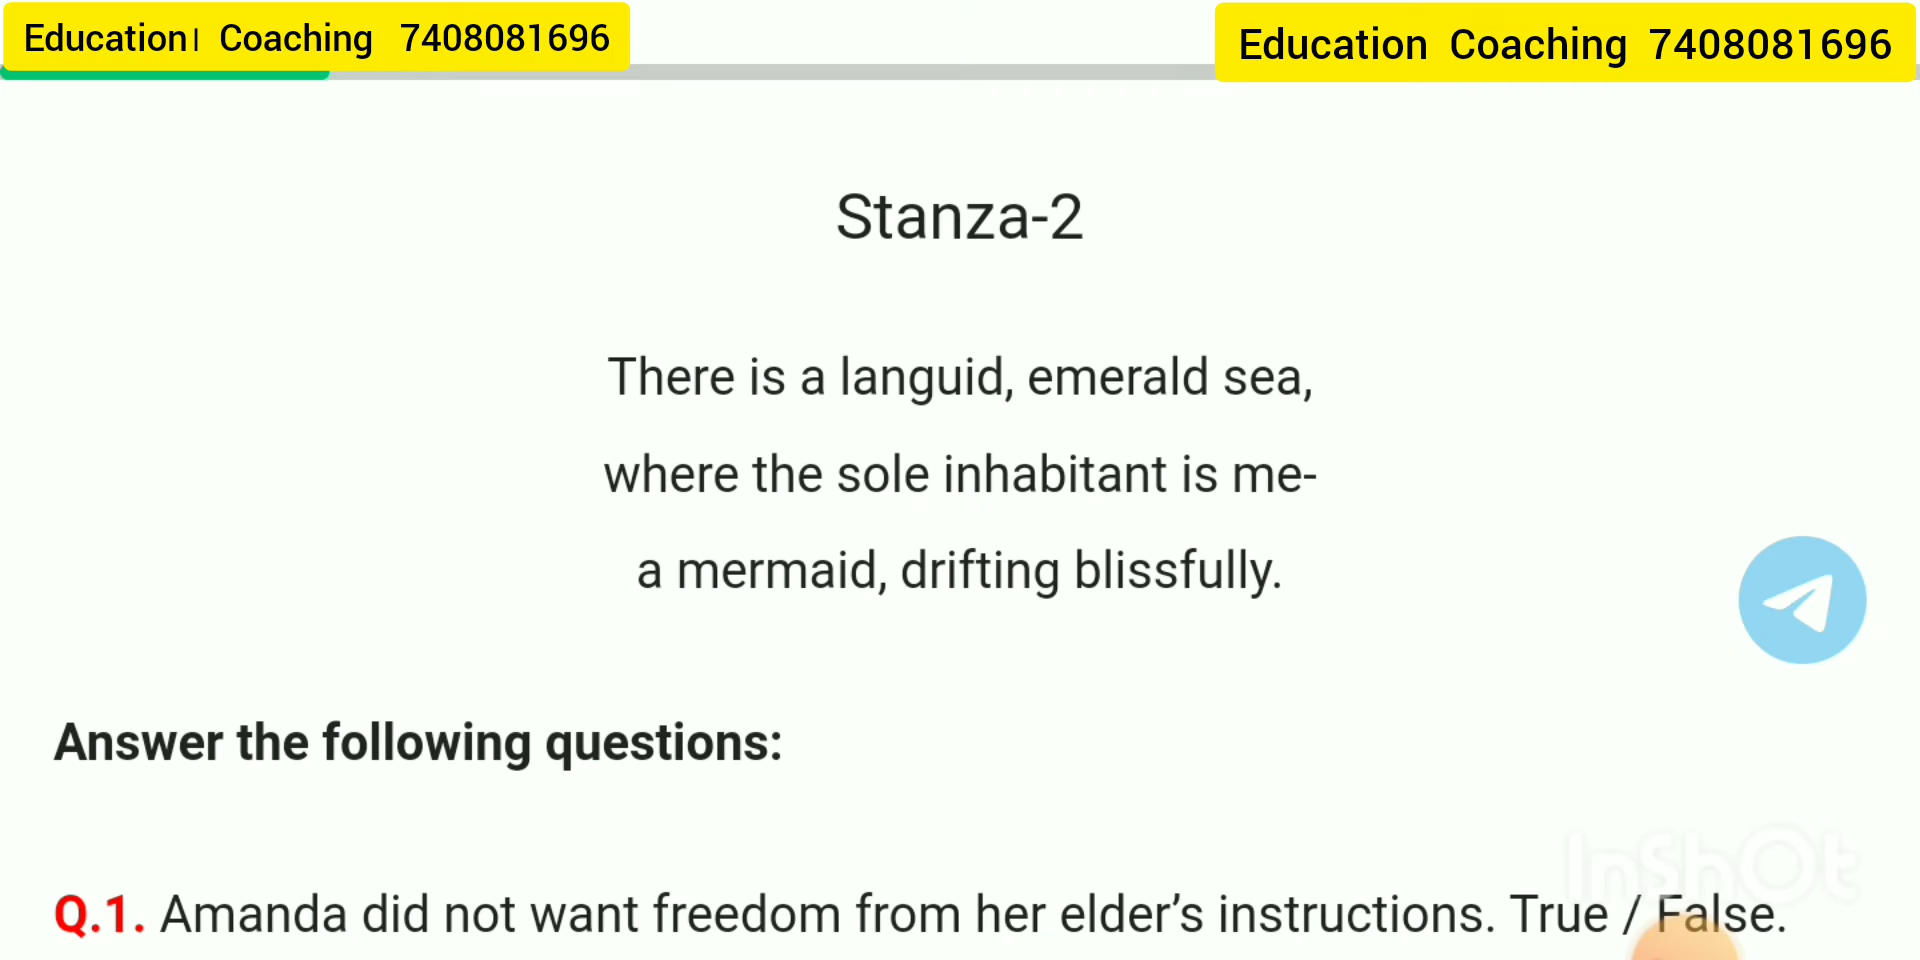 Education। Coaching 7408081696
Education Coaching 7408081696
Stanza-2
There is a languid, emerald sea,
where the sole inhabitant is me-
a mermaid, drifting blissfully.
Answer the following questions:
InShOt
Q.1. Amanda did not want freedom from her elder’s instructions. True / False.